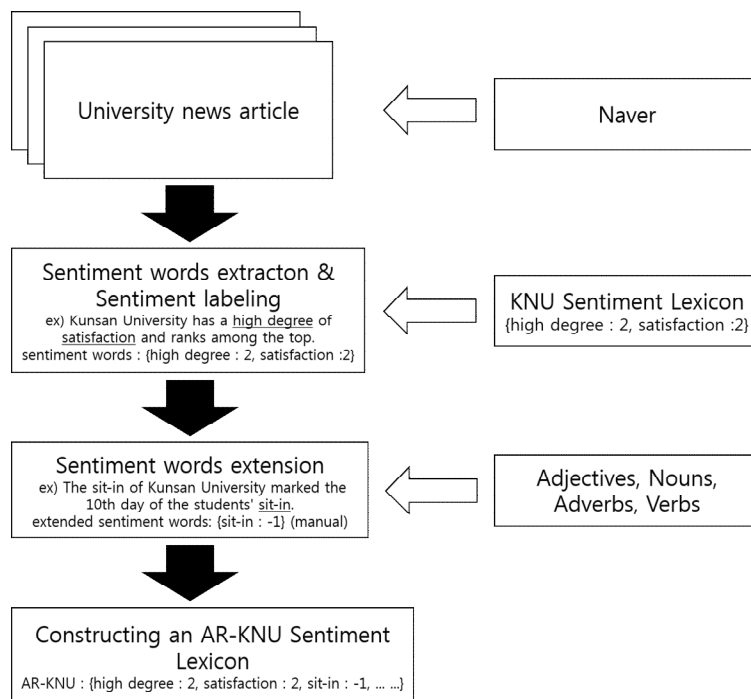 University news article
Naver
Sentiment words extracton &
Sentiment labeling
ex) Kunsan University has a high degree of
satisfaction and ranks among the top.
sentiment words : {high degree : 2, satisfaction :2}
KNU Sentiment Lexicon
{high degree : 2, satisfaction :2}
Sentiment words extension
ex) The sit-in of Kunsan University marked the
10th day of the students' sit-in.
extended sentiment words: {sit-in : -1} (manual)
Adjectives, Nouns,
Adverbs, Verbs
Constructing an AR-KNU Sentiment
Lexicon
AR-KNU : {high degree : 2, satisfaction : 2, sit-in : -1, ... ...}